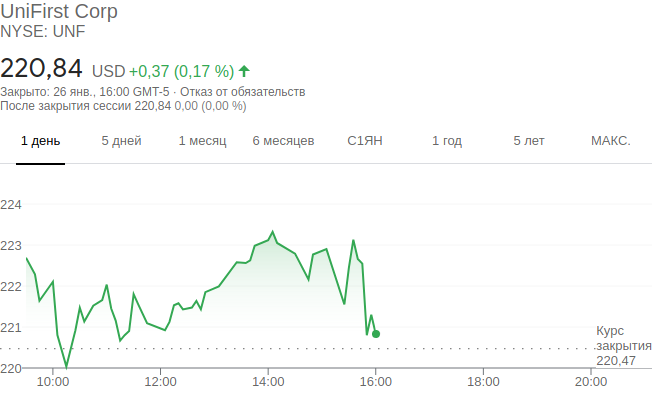 UniFirst Corp
NYSE: UNF
220,84 USD +0,37 (0,17 %)
Закрыто: 26 янв., 16:00 GMT-5 · Отказ от обязательств
После закрытия сессии 220,84 0,00 (0,00 %)
1 день 5 дней 1 месяц 6 месяцев С1ЯН 1 год 5 лет МАКС.
224
223
222
221
220
Курс
закрытия
220,47
10:00 12:00 14:00 16:00 18:00 20:00